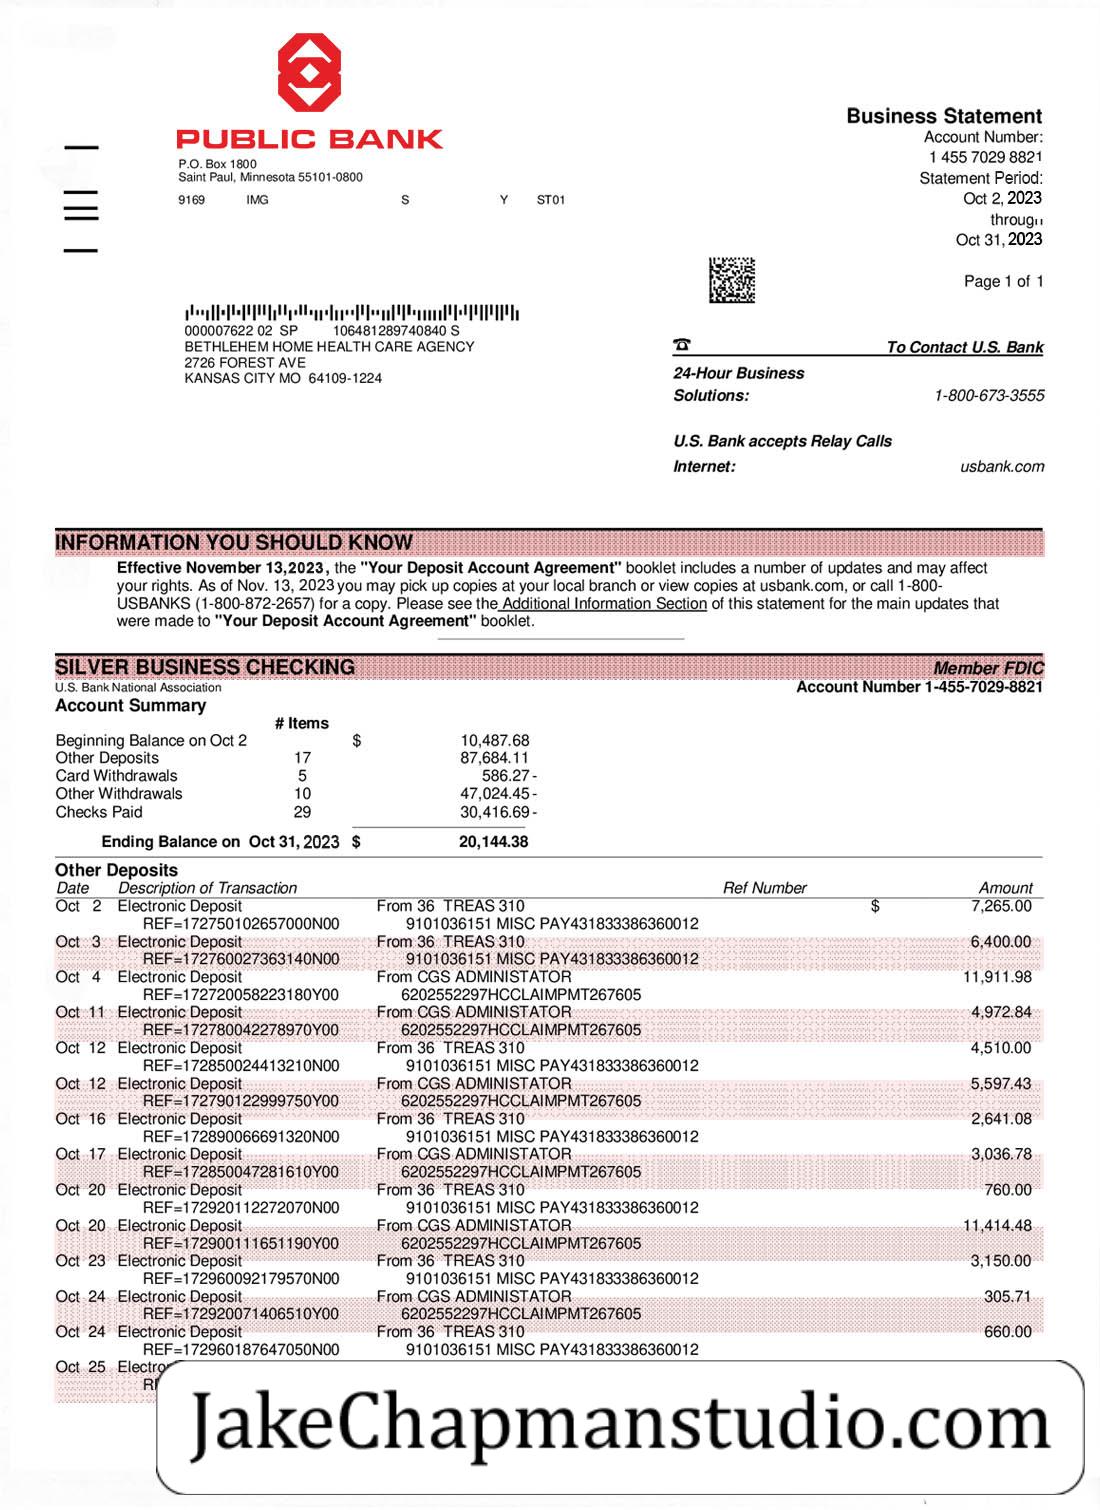 PUBLIC BANK
P.O. Box 1800
Saint Paul, Minnesota 55101-0800
9169 IMG S Y ST01
Business Statement
Account Number:
1 455 7029 8821
Statement Period:
Oct 2, 2023
through
Oct 31, 2023
Page 1 of 1
000007622 02 SP 106481289740840 S
BETHLEHEM HOME HEALTH CARE AGENCY
2726 FOREST AVE
KANSAS CITY MO 64109-1224
☎ To Contact U.S. Bank
24-Hour Business
Solutions: 1-800-673-3555
U.S. Bank accepts Relay Calls
Internet: usbank.com
INFORMATION YOU SHOULD KNOW
Effective November 13,2023, the "Your Deposit Account Agreement" booklet includes a number of updates and may affect
your rights. As of Nov. 13, 2023 you may pick up copies at your local branch or view copies at usbank.com, or call 1-800-
USBANKS (1-800-872-2657) for a copy. Please see the Additional Information Section of this statement for the main updates that
were made to "Your Deposit Account Agreement" booklet.
SILVER BUSINESS CHECKING Member FDIC
U.S. Bank National Association Account Number 1-455-7029-8821
Account Summary
# Items
Beginning Balance on Oct 2 $ 10,487.68
Other Deposits 17 87,684.11
Card Withdrawals 5 586.27-
Other Withdrawals 10 47,024.45-
Checks Paid 29 30,416.69-
Ending Balance on Oct 31, 2023 $ 20,144.38
Other Deposits
Date Description of Transaction Ref Number Amount
Oct 2 Electronic Deposit From 36 TREAS 310 $ 7,265.00
REF=172750102657000N00 9101036151 MISC PAY431833386360012
Oct 3 Electronic Deposit From 36 TREAS 310 6,400.00
REF=172760027363140N00 9101036151 MISC PAY431833386360012
Oct 4 Electronic Deposit From CGS ADMINISTATOR 11,911.98
REF=172720058223180Y00 6202552297HCCLAIMPMT267605
Oct 11 Electronic Deposit From CGS ADMINISTATOR 4,972.84
REF=172780042278970Y00 6202552297HCCLAIMPMT267605
Oct 12 Electronic Deposit From 36 TREAS 310 4,510.00
REF=172850024413210N00 9101036151 MISC PAY431833386360012
Oct 12 Electronic Deposit From CGS ADMINISTATOR 5,597.43
REF=172790122999750Y00 6202552297HCCLAIMPMT267605
Oct 16 Electronic Deposit From 36 TREAS 310 2,641.08
REF=172890066691320N00 9101036151 MISC PAY431833386360012
Oct 17 Electronic Deposit From CGS ADMINISTATOR 3,036.78
REF=172850047281610Y00 6202552297HCCLAIMPMT267605
Oct 20 Electronic Deposit From 36 TREAS 310 760.00
REF=172920112272070N00 9101036151 MISC PAY431833386360012
Oct 20 Electronic Deposit From CGS ADMINISTATOR 11,414.48
REF=172900111651190Y00 6202552297HCCLAIMPMT267605
Oct 23 Electronic Deposit From 36 TREAS 310 3,150.00
REF=172960092179570N00 9101036151 MISC PAY431833386360012
Oct 24 Electronic Deposit From CGS ADMINISTATOR 305.71
REF=172920071406510Y00 6202552297HCCLAIMPMT267605
Oct 24 Electronic Deposit From 36 TREAS 310 660.00
REF=172960187647050N00 9101036151 MISC PAY431833386360012
Oct 25
JakeChapmanstudio.com